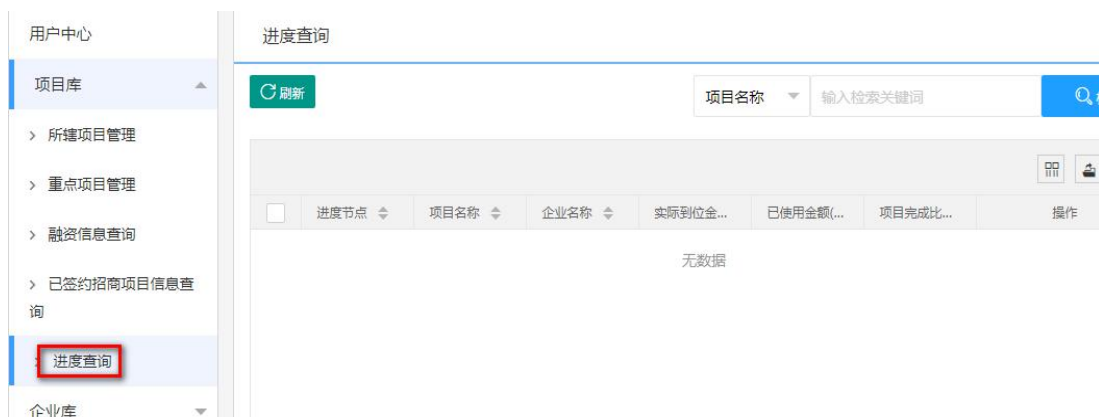 用户中心
进度查询
项目库
刷新
项目名称
输入检索关键词
> 所辖项目管理
> 重点项目管理
进度节点
项目名称
企业名称
实际到位金...
已使用金额(...
项目完成比...
操作
> 融资信息查询
无数据
> 已签约招商项目信息查
询
进度查询
企业库